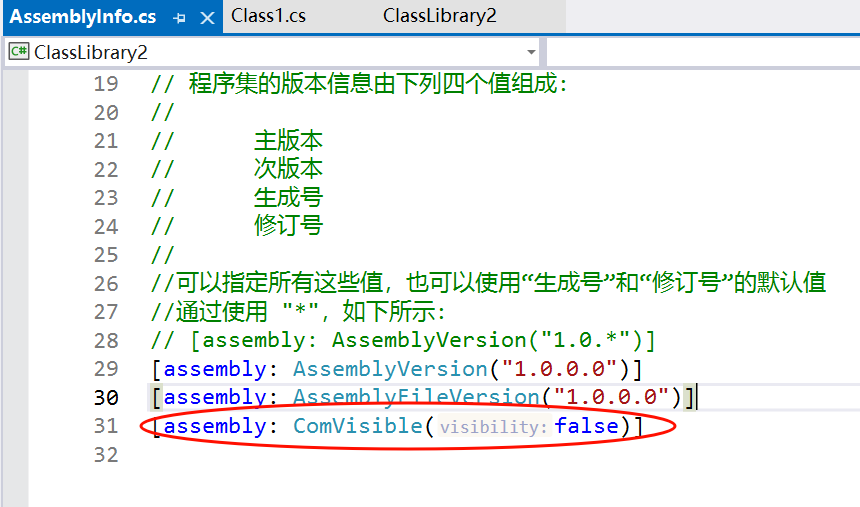 AssemblyInfo.cs
Class1.cs
ClassLibrary2
C# ClassLibrary2
19 // 程序集的版本信息由下列四个值组成:
20 //
21 // 主版本
22 // 次版本
23 // 生成号
24 // 修订号
25 //
26 //可以指定所有这些值，也可以使用“生成号”和“修订号”的默认值
27 //通过使用 "*"，如下所示:
28 // [assembly: AssemblyVersion("1.0.*")]
29 [assembly: AssemblyVersion("1.0.0.0")]
30 [assembly: AssemblyFileVersion("1.0.0.0")]
31 [assembly: ComVisible(visibility: false)]
32